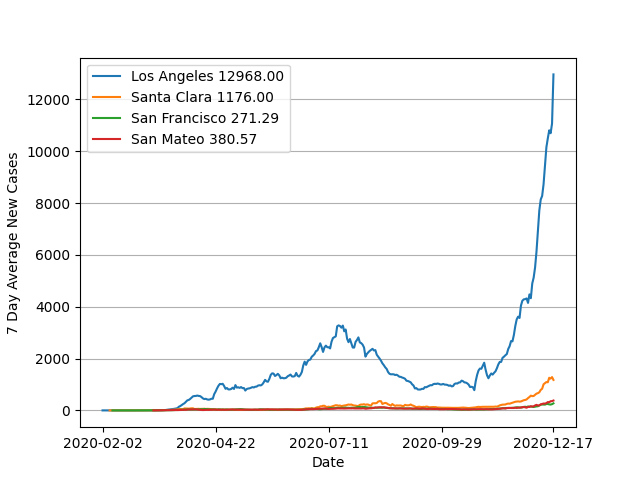 Los Angeles 12968.00
Santa Clara 1176.00
San Francisco 271.29
San Mateo 380.57
7 Day Average New Cases
12000
10000
8000
6000
4000
2000
0
2020-02-02 2020-04-22 2020-07-11 2020-09-29 2020-12-17
Date